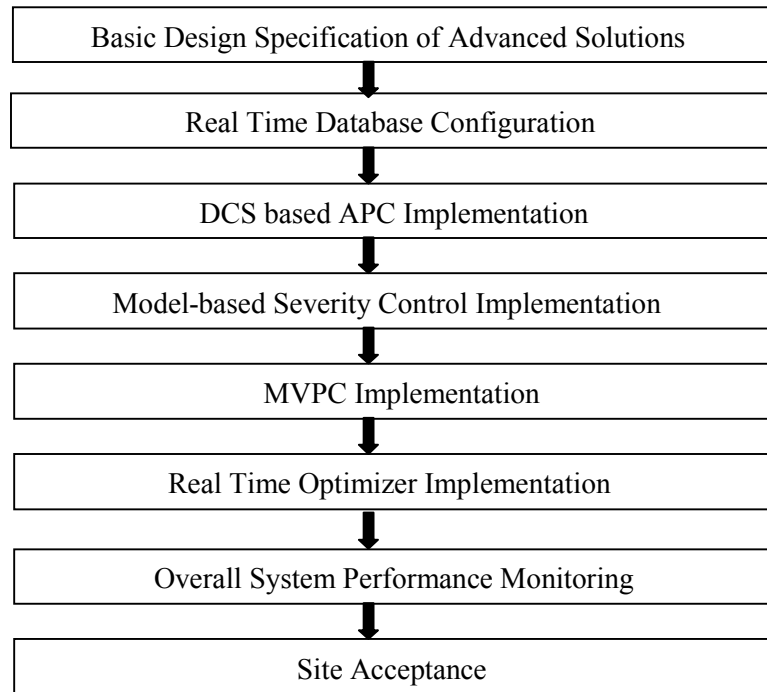 Basic Design Specification of Advanced Solutions
Real Time Database Configuration
DCS based APC Implementation
Model-based Severity Control Implementation
MVPC Implementation
Real Time Optimizer Implementation
Overall System Performance Monitoring
Site Acceptance